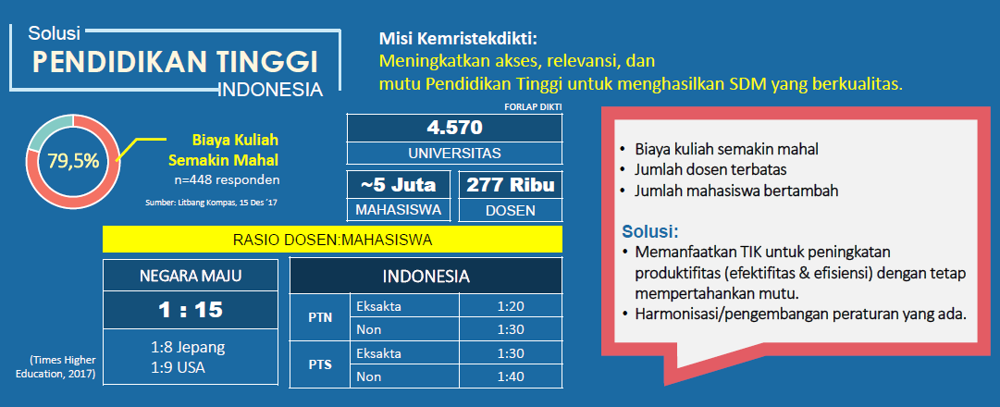 Solusi
PENDIDIKAN TINGGI
INDONESIA
Misi Kemristekdikti:
Meningkatkan akses, relevansi, dan
mutu Pendidikan Tinggi untuk menghasilkan SDM yang berkualitas.
79,5%
Biaya Kuliah
Semakin Mahal
n=448 responden
Sumber: Litbang Kompas, 15 Des ‘17
FORLAP DIKTI
4.570
UNIVERSITAS
~5 Juta
MAHASISWA
277 Ribu
DOSEN
RASIO DOSEN:MAHASISWA
NEGARA MAJU
1 : 15
1:8 Jepang
1:9 USA
(Times Higher
Education, 2017)
INDONESIA
PTN
Eksakta 1:20
Non 1:30
PTS
Eksakta 1:30
Non 1:40
• Biaya kuliah semakin mahal
• Jumlah dosen terbatas
• Jumlah mahasiswa bertambah
Solusi:
• Memanfaatkan TIK untuk peningkatan
produktifitas (efektifitas & efisiensi) dengan tetap
mempertahankan mutu.
• Harmonisasi/pengembangan peraturan yang ada.